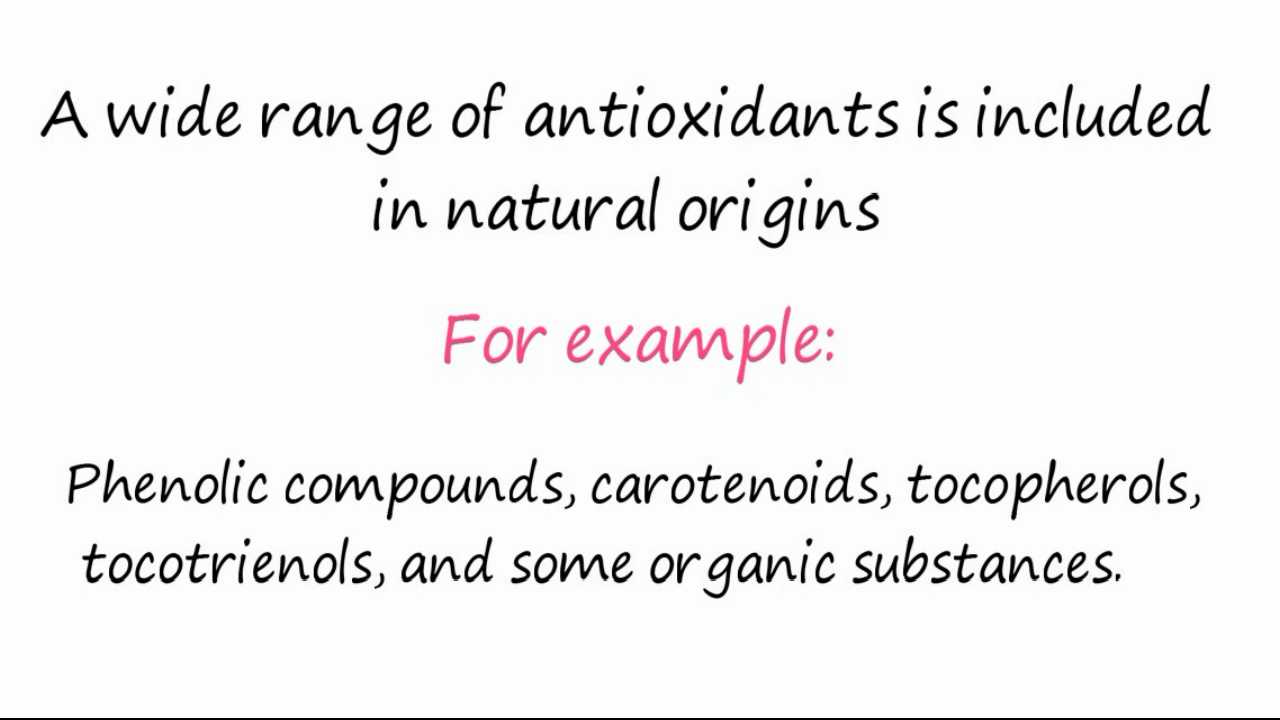 A wide range of antioxidants is included
in natural origins
For example:
Phenolic compounds, carotenoids, tocopherols,
tocotrienols, and some organic substances.